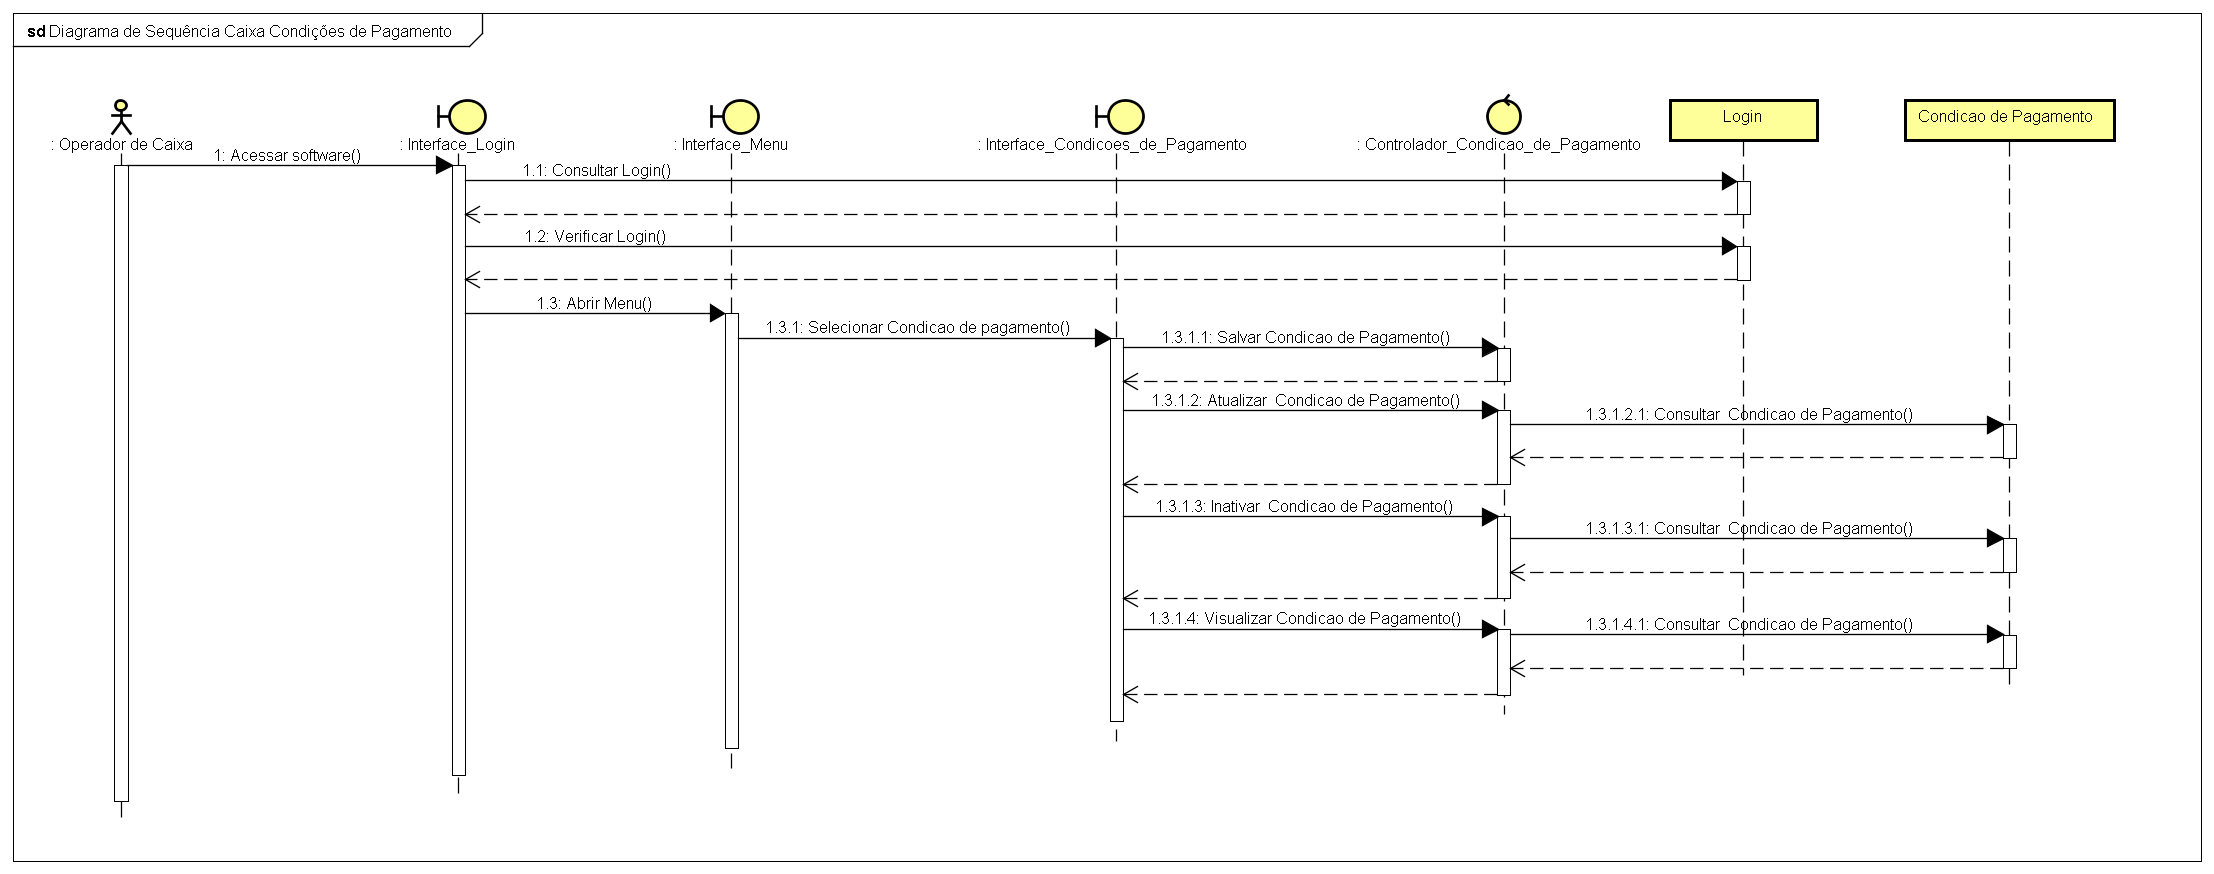 sd Diagrama de Sequência Caixa Condições de Pagamento
: Operador de Caixa
: Interface_Login
: Interface_Menu
: Interface_Condicoes_de_Pagamento
: Controlador_Condicao_de_Pagamento
Login
Condicao de Pagamento
1: Acessar software()
1.1: Consultar Login()
1.2: Verificar Login()
1.3: Abrir Menu()
1.3.1: Selecionar Condicao de pagamento()
1.3.1.1: Salvar Condicao de Pagamento()
1.3.1.2: Atualizar  Condicao de Pagamento()
1.3.1.2.1: Consultar  Condicao de Pagamento()
1.3.1.3: Inativar  Condicao de Pagamento()
1.3.1.3.1: Consultar  Condicao de Pagamento()
1.3.1.4: Visualizar Condicao de Pagamento()
1.3.1.4.1: Consultar  Condicao de Pagamento()